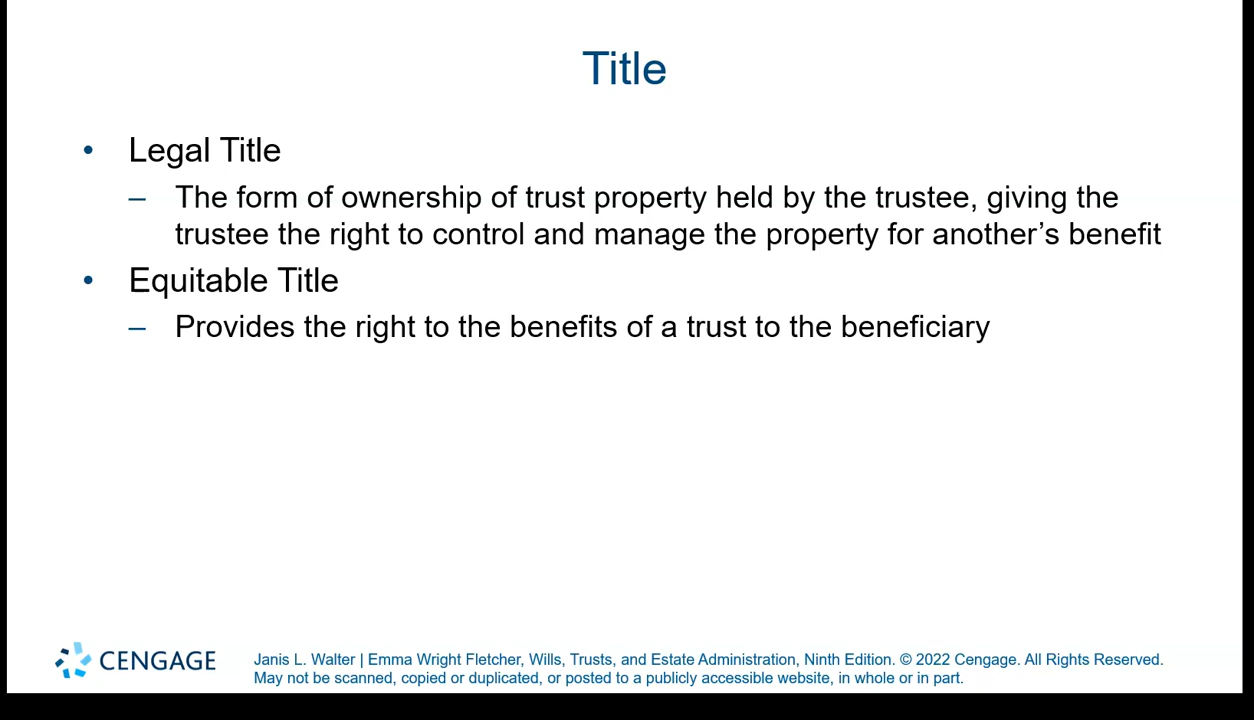 Title
• Legal Title
– The form of ownership of trust property held by the trustee, giving the
trustee the right to control and manage the property for another’s benefit
• Equitable Title
– Provides the right to the benefits of a trust to the beneficiary
CENGAGE
Janis L. Walter | Emma Wright Fletcher, Wills, Trusts, and Estate Administration, Ninth Edition. © 2022 Cengage. All Rights Reserved.
May not be scanned, copied or duplicated, or posted to a publicly accessible website, in whole or in part.